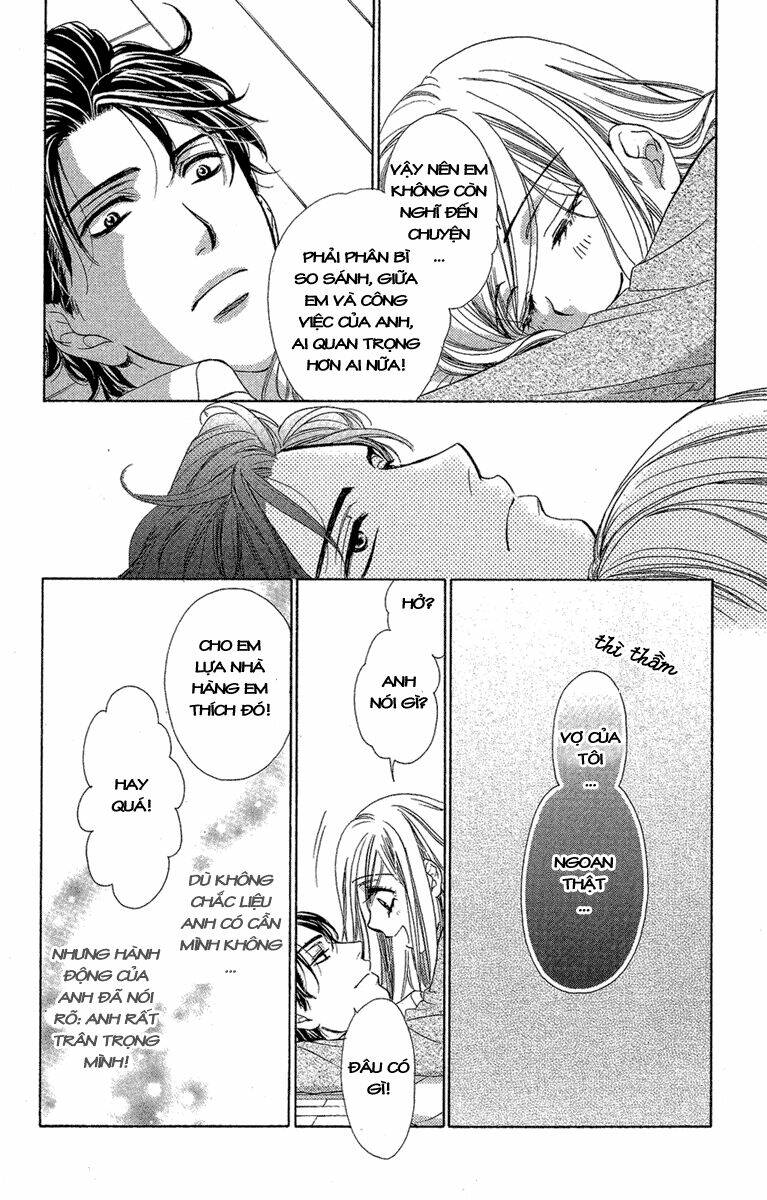 VẬY NÊN EM
KHÔNG CÒN
NGHĨ ĐẾN
CHUYỆN
...
PHẢI PHÂN BÌ
SO SÁNH, GIỮA
EM VÀ CÔNG
VIỆC CỦA ANH,
AI QUAN TRỌNG
HƠN AI NỮA!
thì thầm
VỢ CỦA
TÔI
...
NGOAN
THẬT
...
HỞ?
ANH
NÓI GÌ?
ĐÂU CÓ
GÌ!
CHO EM
LỰA NHÀ
HÀNG EM
THÍCH ĐÓ!
HAY
QUÁ!
DÙ KHÔNG
CHẮC LIỆU
ANH CÓ CẦN
MÌNH KHÔNG
...
NHƯNG HÀNH
ĐỘNG CỦA
ANH ĐÃ NÓI
RÕ: ANH RẤT
TRÂN TRỌNG
MÌNH!